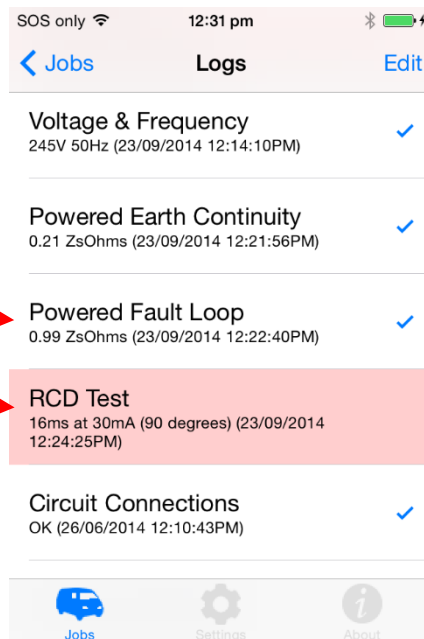 SOS only 12:31 pm
Jobs Logs Edit
Voltage & Frequency
245V 50Hz (23/09/2014 12:14:10PM)
Powered Earth Continuity
0.21 ZsOhms (23/09/2014 12:21:56PM)
Powered Fault Loop
0.99 ZsOhms (23/09/2014 12:22:40PM)
RCD Test
16ms at 30mA (90 degrees) (23/09/2014
12:24:25PM)
Circuit Connections
OK (26/06/2014 12:10:43PM)
Jobs Settings About